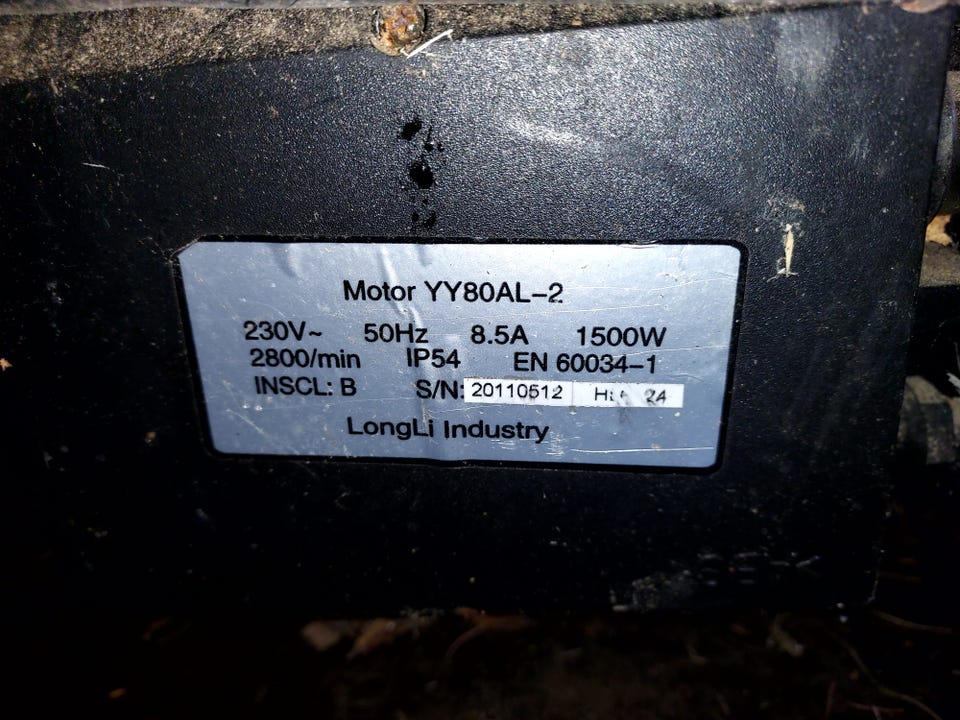 Motor YY80AL-2
230V~ 50Hz 8.5A 1500W
2800/min IP54 EN 60034-1
INSCL: B S/N: 20110512
LongLi Industry